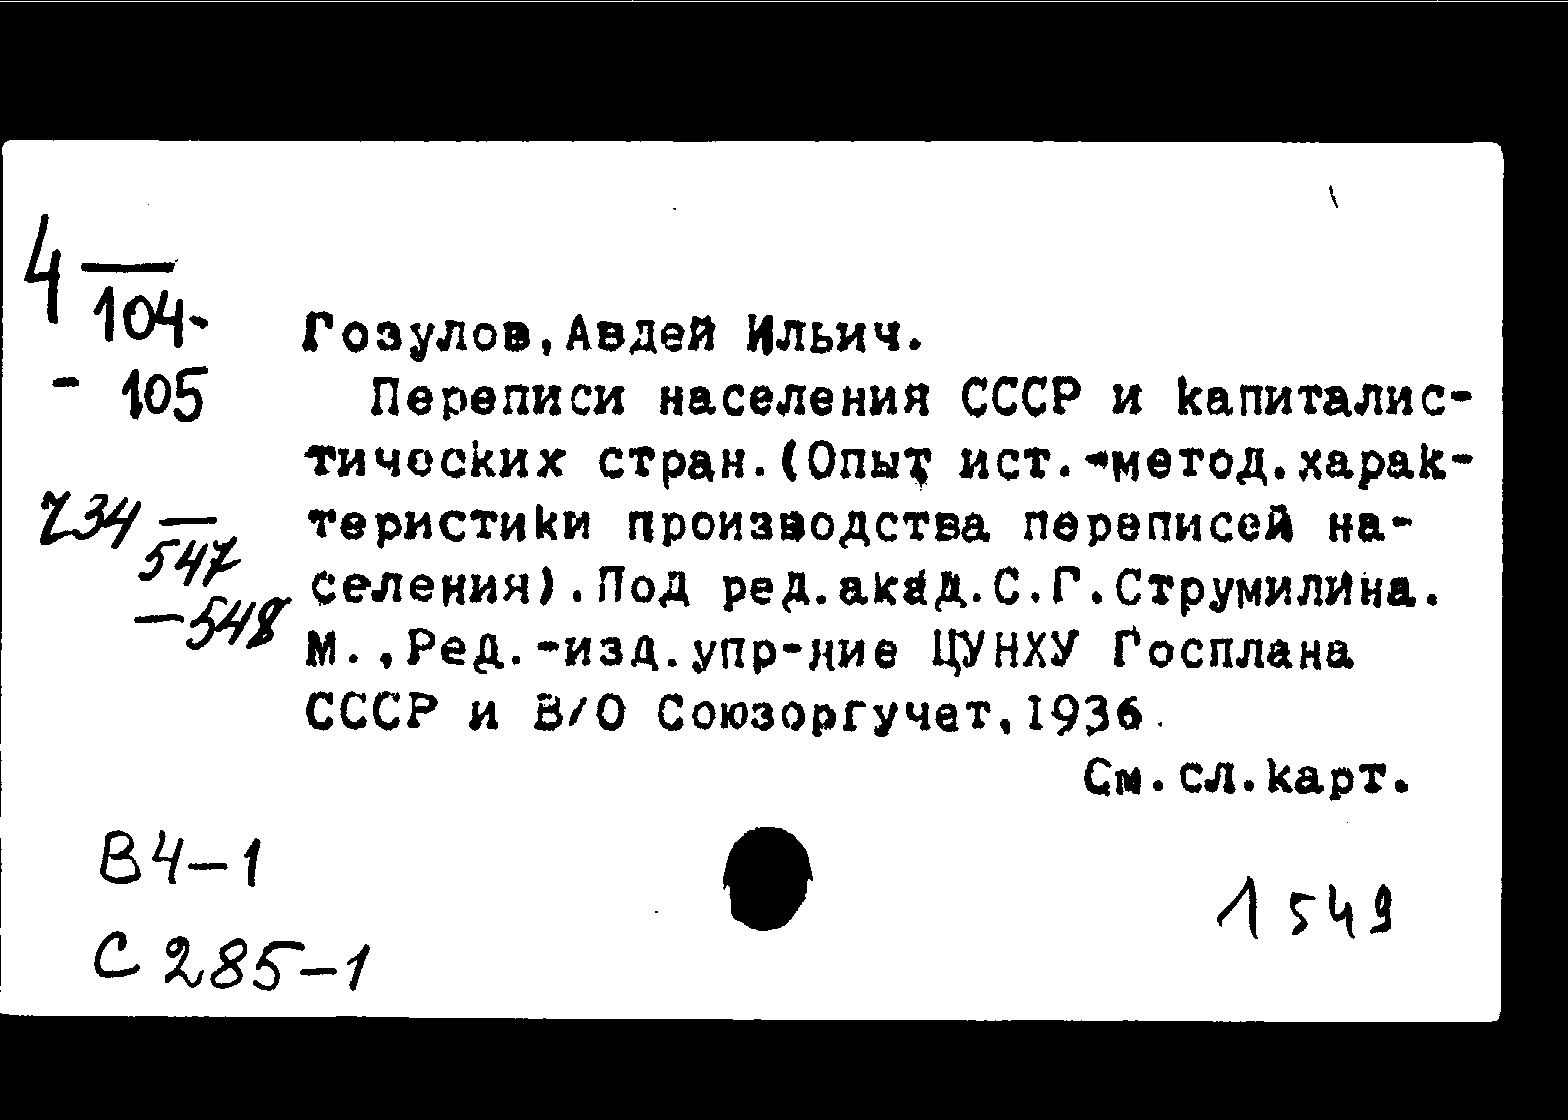 4 —
104-
- 105
Гозулов,Авдей Ильич.
Переписи населения СССР и капиталис-
тических стран.(Опыт ист.-метод.харак-
теристики производства переписей на-
селения).Под ред.акад.С.Г.Струмилина.
М.,Ред.-изд.упр-ние ЦУНХУ Госплана
СССР и В/О Союзоргучет,1936.
См.сл.карт.
234 —
547
—548
В4-1
С 285-1
1549